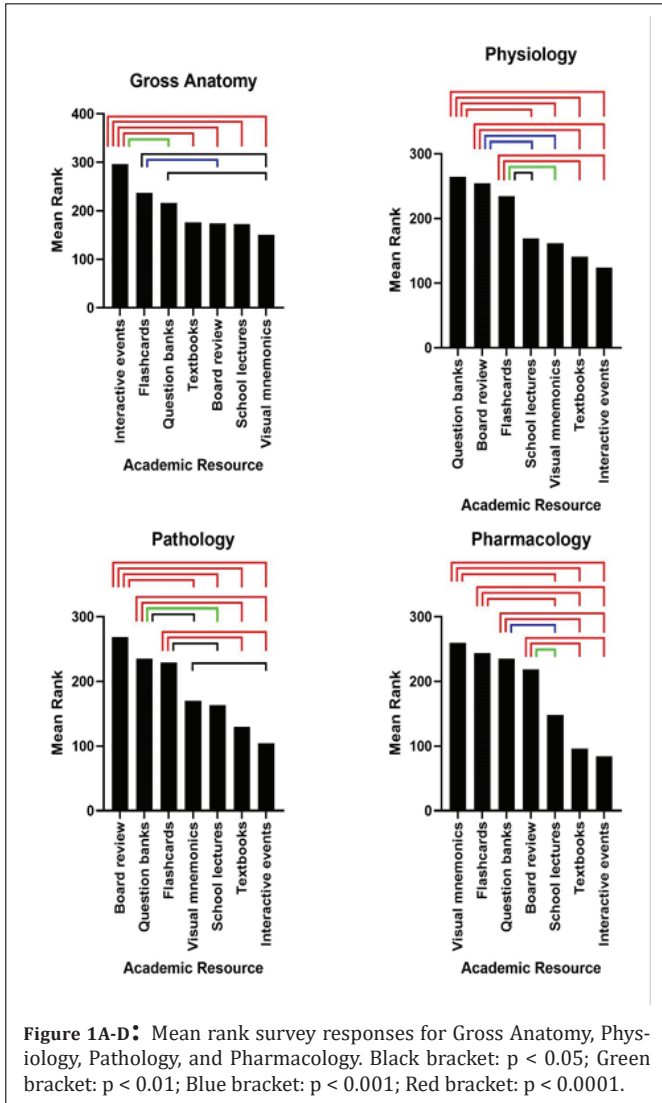 Gross Anatomy
400
300
200
100
0
Mean Rank
Interactive events
Flashcards
Question banks
Textbooks
Board review
School lectures
Visual mnemonics
Academic Resource
Physiology
300
200
100
0
Mean Rank
Question banks
Board review
Flashcards
School lectures
Visual mnemonics
Textbooks
Interactive events
Academic Resource
Pathology
300
200
100
0
Mean Rank
Board review
Question banks
Flashcards
Visual mnemonics
School lectures
Textbooks
Interactive events
Academic Resource
Pharmacology
300
200
100
0
Mean Rank
Visual mnemonics
Flashcards
Question banks
Board review
School lectures
Textbooks
Interactive events
Academic Resource
Figure 1A-D: Mean rank survey responses for Gross Anatomy, Phys-
iology, Pathology, and Pharmacology. Black bracket: p < 0.05; Green
bracket: p < 0.01; Blue bracket: p < 0.001; Red bracket: p < 0.0001.